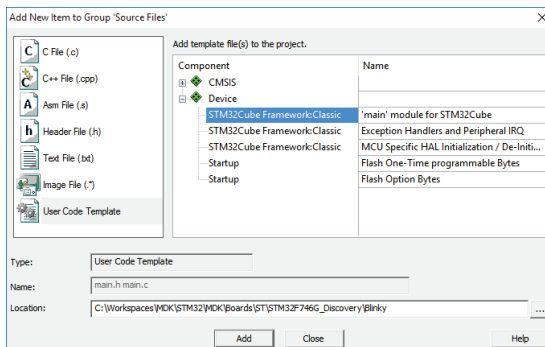 Add New Item to Group 'Source Files'
C File (.c)
C++ File (.cpp)
Asm File (.s)
Header File (.h)
Text File (.txt)
Image File (.*)
User Code Template
Add template file(s) to the project.
Component Name
CMSIS
Device
STM32Cube Framework:Classic 'main' module for STM32Cube
STM32Cube Framework:Classic Exception Handlers and Peripheral IRQ
STM32Cube Framework:Classic MCU Specific HAL Initialization / De-Initi...
Startup Flash One-Time programmable Bytes
Startup Flash Option Bytes
Type: User Code Template
Name: main.h main.c
Location: C:\Workspaces\MDK\STM32\MDK\Boards\ST\STM32F746G_Discovery\Blinky ...
Add Close Help